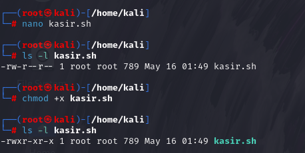 ┌──(root㉿kali)-[/home/kali]
└─# nano kasir.sh
┌──(root㉿kali)-[/home/kali]
└─# ls -l kasir.sh
-rw-r--r-- 1 root root 789 May 16 01:49 kasir.sh
┌──(root㉿kali)-[/home/kali]
└─# chmod +x kasir.sh
┌──(root㉿kali)-[/home/kali]
└─# ls -l kasir.sh
-rwxr-xr-x 1 root root 789 May 16 01:49 kasir.sh